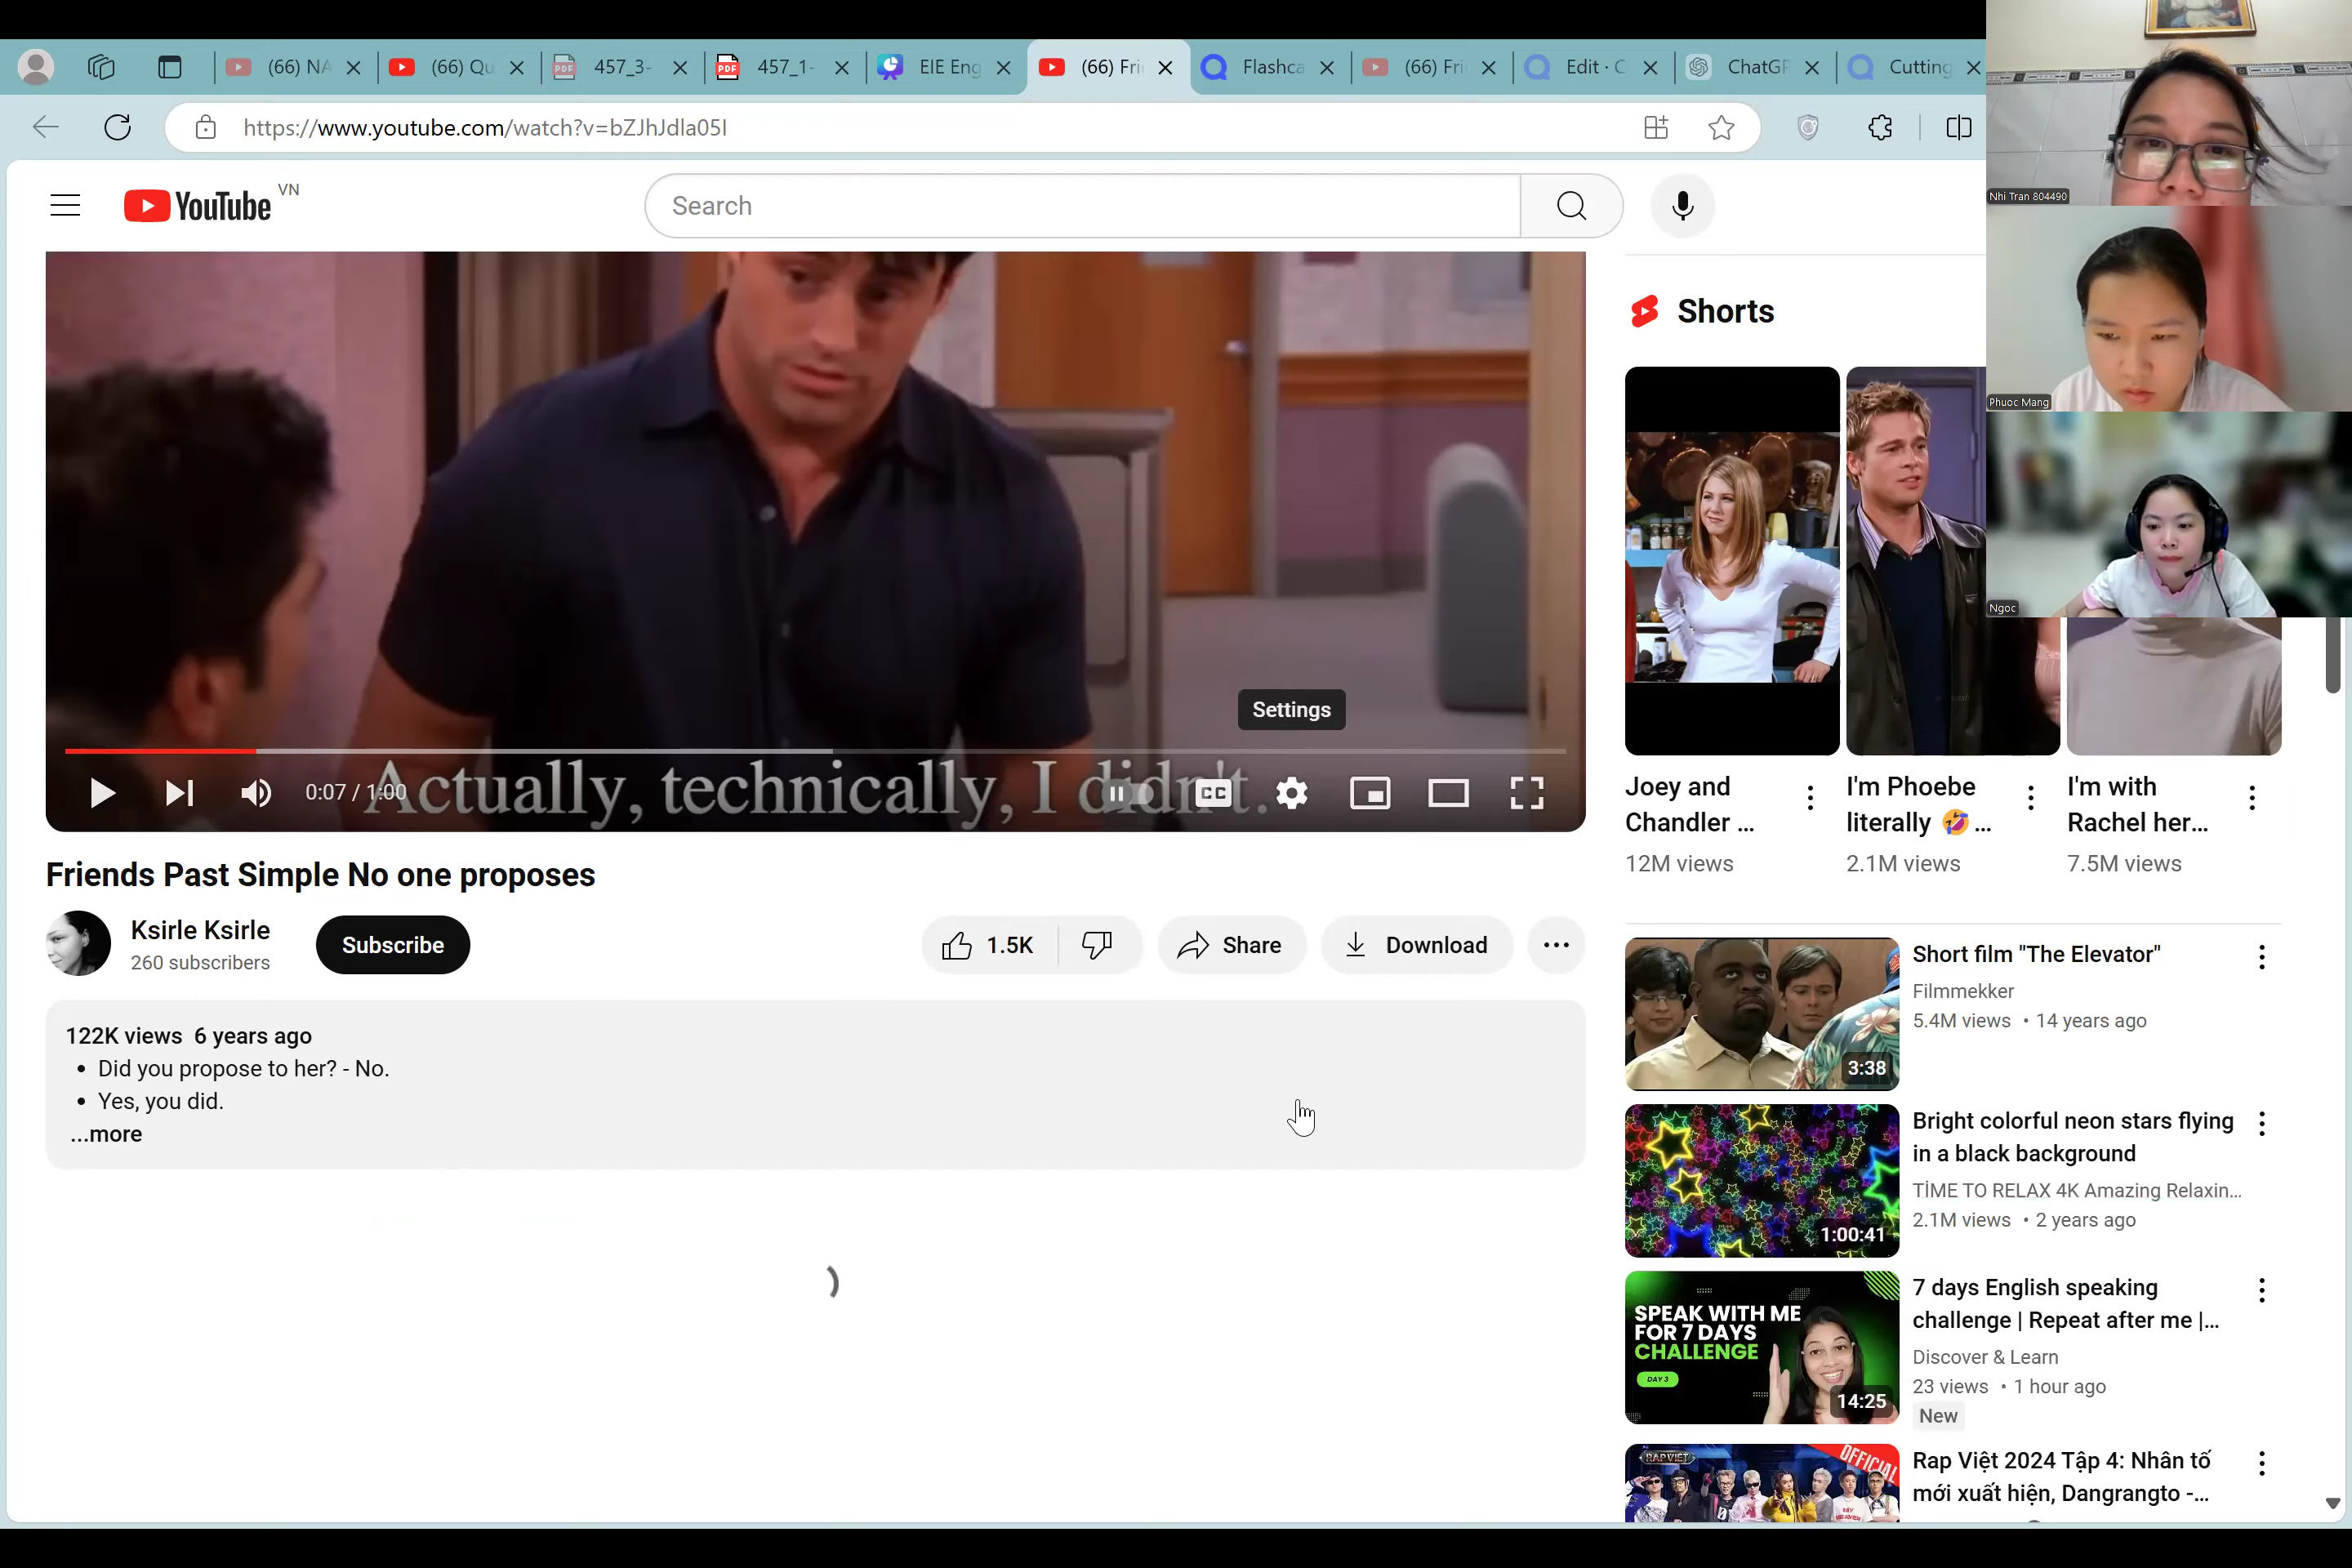 (66) NA
(66) Qu
457_3-
457_1-
EIE Eng
(66) Fri
Flashca
(66) Fri
Edit · C
ChatGP
Cutting
https://www.youtube.com/watch?v=bZJhJdla05I
YouTube VN
Search
Settings
0:07 / 1:00
Actually, technically, I didn't.
CC
Friends Past Simple No one proposes
Ksirle Ksirle
260 subscribers
Subscribe
1.5K
Share
Download
122K views 6 years ago
• Did you propose to her? - No.
• Yes, you did.
...more
Nhi Tran 804490
Phuoc Mang
Ngoc
Shorts
Joey and
Chandler ...
12M views
I'm Phoebe
literally 🤣 ...
2.1M views
I'm with
Rachel her...
7.5M views
3:38
Short film "The Elevator"
Filmmekker
5.4M views • 14 years ago
1:00:41
Bright colorful neon stars flying
in a black background
TİME TO RELAX 4K Amazing Relaxin...
2.1M views • 2 years ago
SPEAK WITH ME
FOR 7 DAYS
CHALLENGE
DAY 3
14:25
7 days English speaking
challenge | Repeat after me |...
Discover & Learn
23 views • 1 hour ago
New
RAP VIỆT
OFFICIAL
Rap Việt 2024 Tập 4: Nhân tố
mới xuất hiện, Dangrangto -...